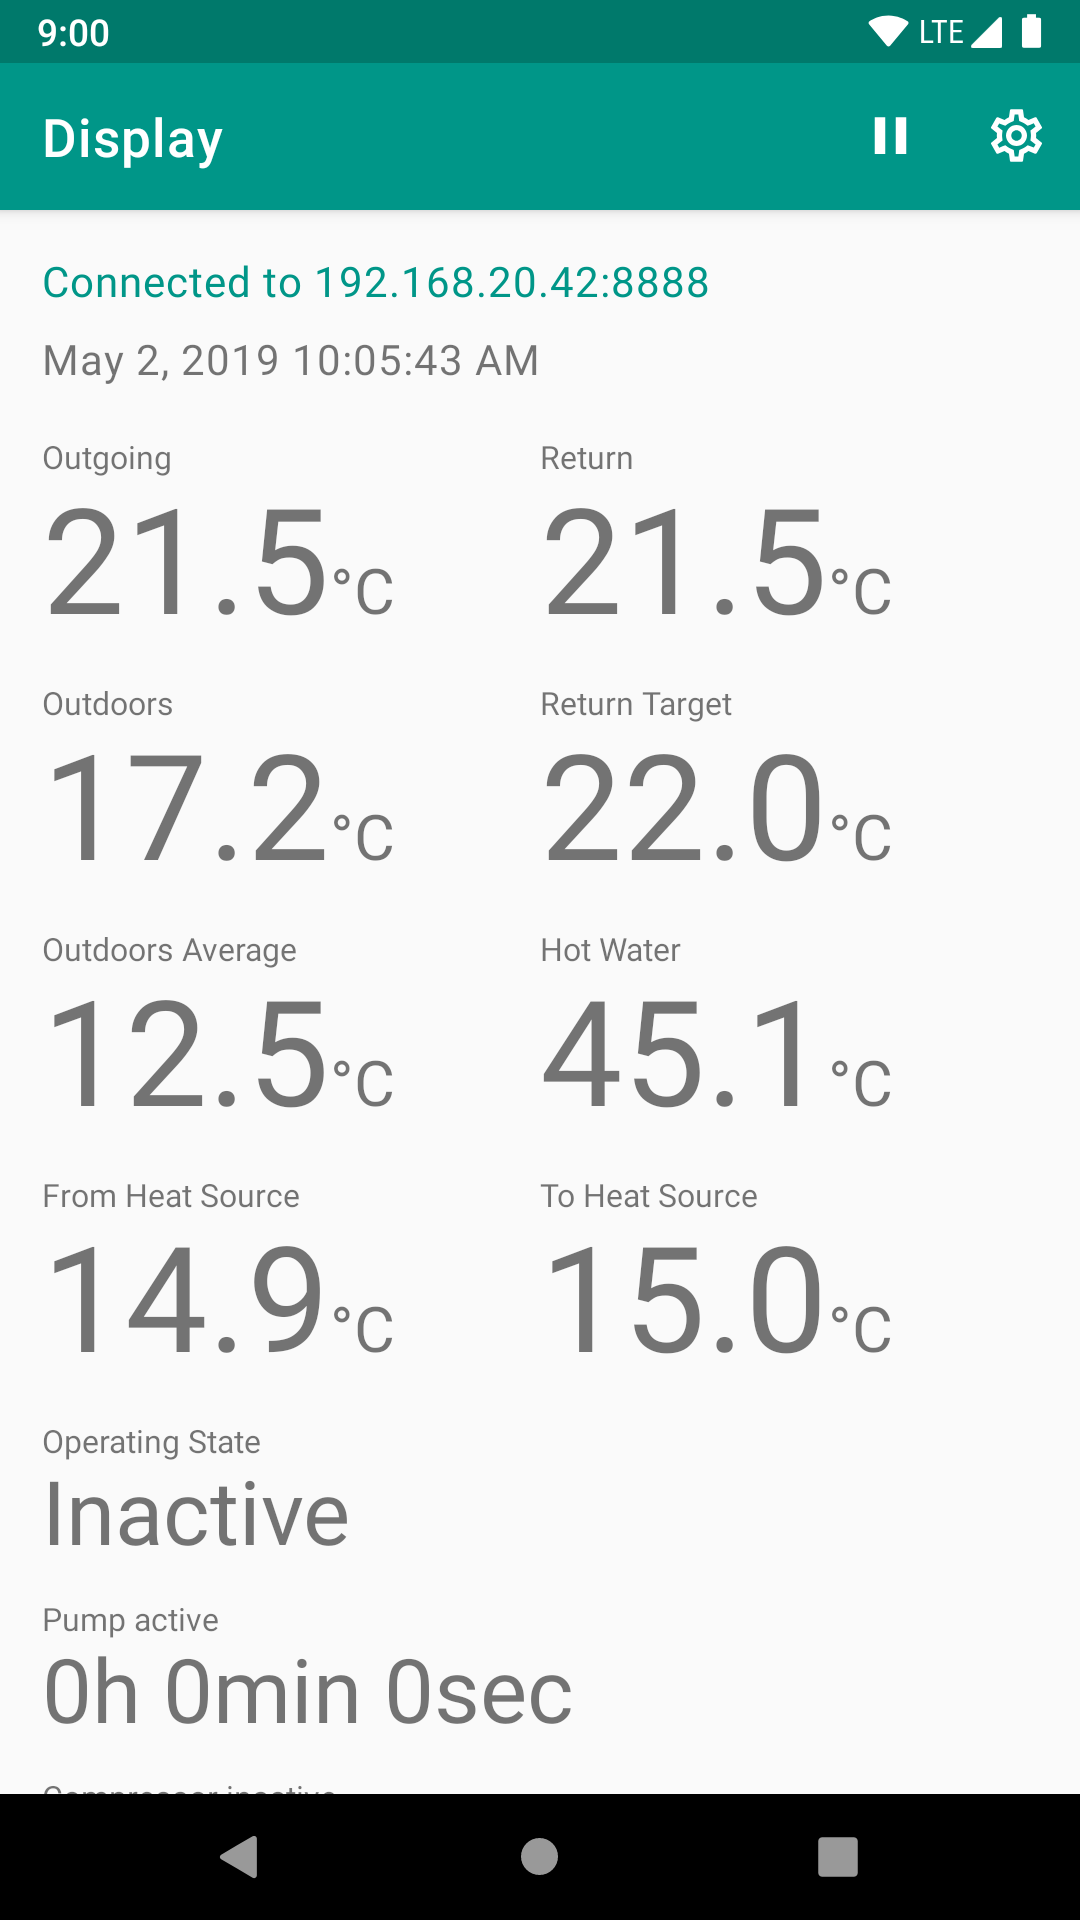 9:00 LTE
Display
Connected to 192.168.20.42:8888
May 2, 2019 10:05:43 AM
Outgoing Return
21.5°C 21.5°C
Outdoors Return Target
17.2°C 22.0°C
Outdoors Average Hot Water
12.5°C 45.1°C
From Heat Source To Heat Source
14.9°C 15.0°C
Operating State
Inactive
Pump active
0h 0min 0sec
Compressor inactive